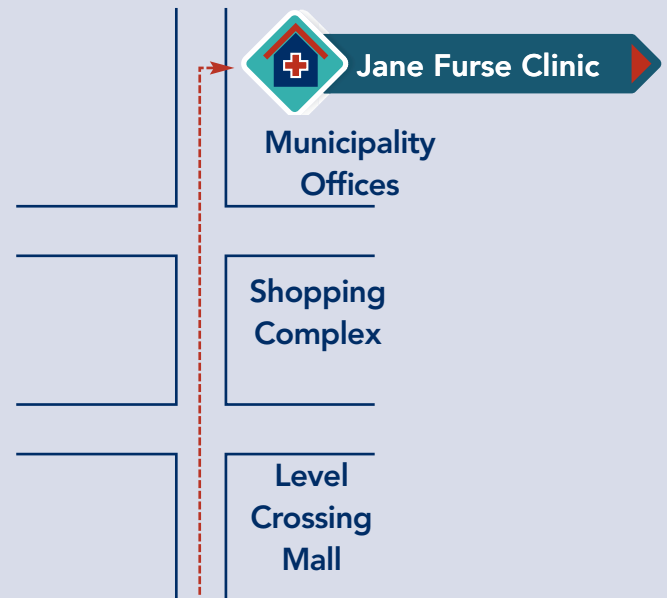 Jane Furse Clinic
Municipality
Offices
Shopping
Complex
Level
Crossing
Mall